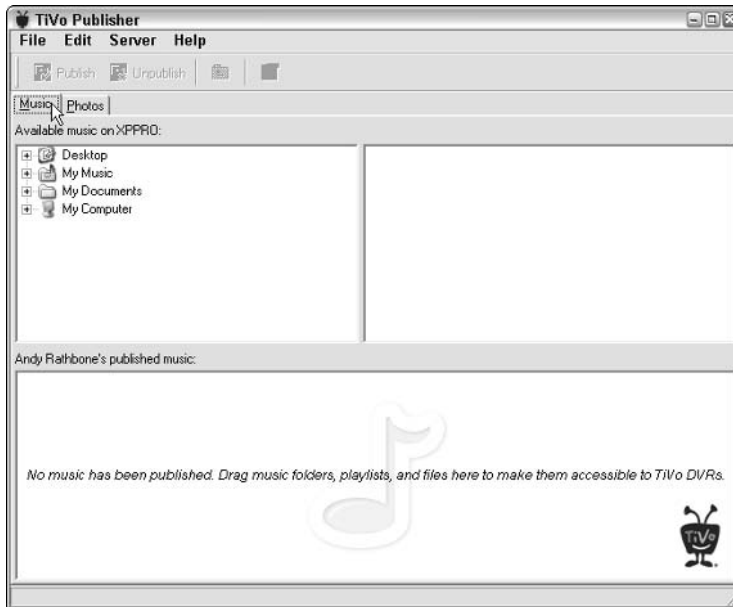 TiVo Publisher
File Edit Server Help
Publish Unpublish
Music Photos
Available music on XPPRO:
Desktop
My Music
My Documents
My Computer
Andy Rathbone's published music:
No music has been published. Drag music folders, playlists, and files here to make them accessible to TiVo DVRs.
TiVo